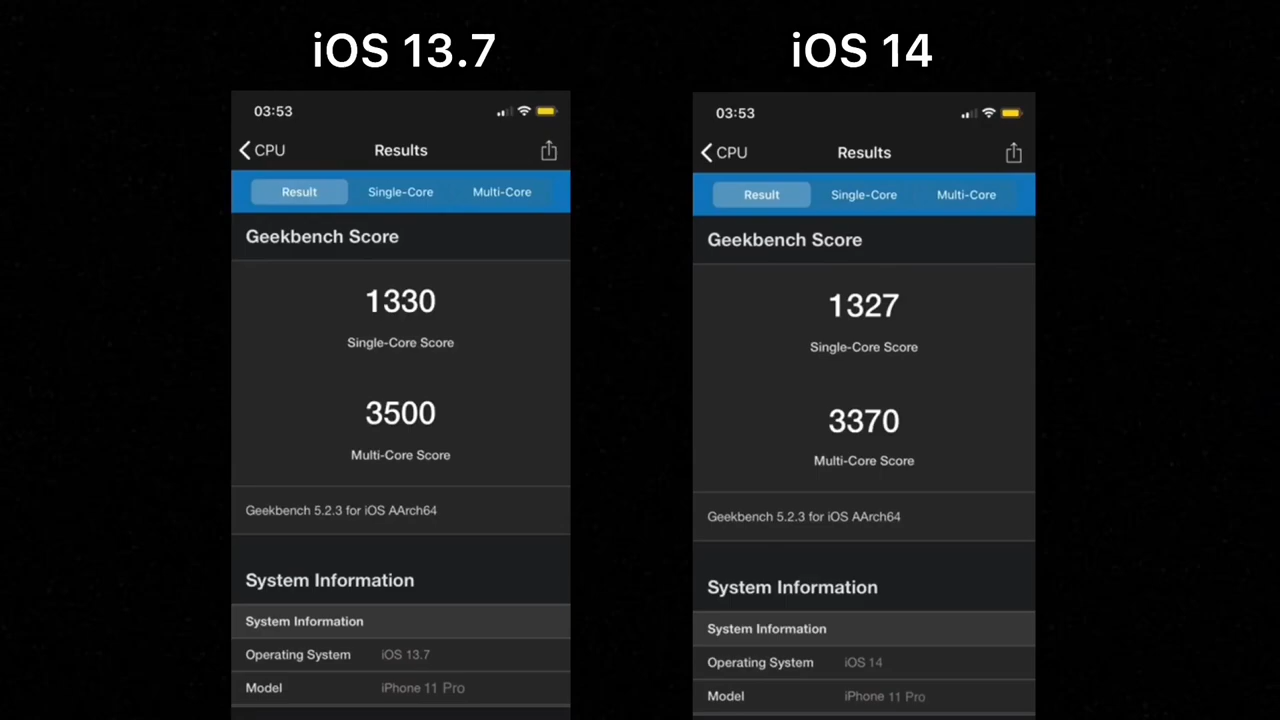 iOS 13.7
03:53
CPU
Results
Result
Single-Core
Multi-Core
Geekbench Score
1330
Single-Core Score
3500
Multi-Core Score
Geekbench 5.2.3 for iOS AArch64
System Information
System Information
Operating System iOS 13.7
Model iPhone 11 Pro
iOS 14
03:53
CPU
Results
Result
Single-Core
Multi-Core
Geekbench Score
1327
Single-Core Score
3370
Multi-Core Score
Geekbench 5.2.3 for iOS AArch64
System Information
System Information
Operating System iOS 14
Model iPhone 11 Pro